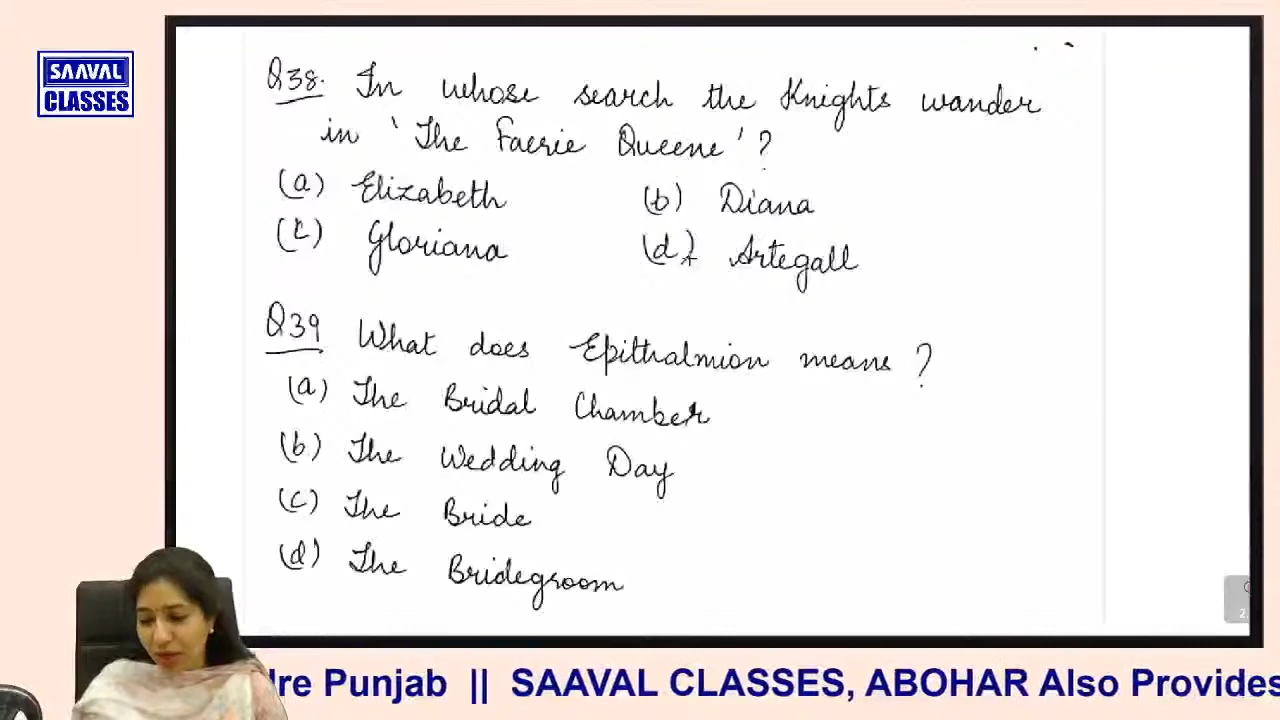 SAAVAL
CLASSES
Q38. In whose search the Knights wander
in 'The Faerie Queene'?
(a) Elizabeth (b) Diana
(c) Gloriana (d) Artegall
Q39 What does Epithalmion means?
(a) The Bridal Chamber
(b) The Wedding Day
(c) The Bride
(d) The Bridegroom
dre Punjab || SAAVAL CLASSES, ABOHAR Also Provides